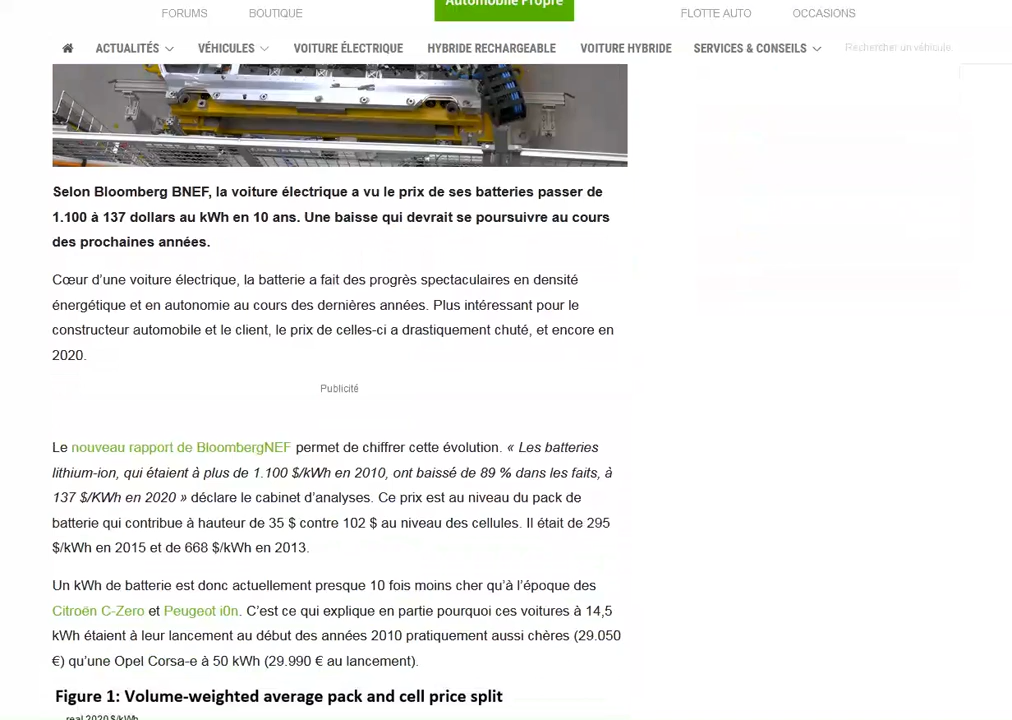 Automobile Propre
FORUMS BOUTIQUE FLOTTE AUTO OCCASIONS
ACTUALITÉS VÉHICULES VOITURE ÉLECTRIQUE HYBRIDE RECHARGEABLE VOITURE HYBRIDE SERVICES & CONSEILS Rechercher un véhicule.
Selon Bloomberg BNEF, la voiture électrique a vu le prix de ses batteries passer de
1.100 à 137 dollars au kWh en 10 ans. Une baisse qui devrait se poursuivre au cours
des prochaines années.
Cœur d’une voiture électrique, la batterie a fait des progrès spectaculaires en densité
énergétique et en autonomie au cours des dernières années. Plus intéressant pour le
constructeur automobile et le client, le prix de celles-ci a drastiquement chuté, et encore en
2020.
Publicité
Le nouveau rapport de BloombergNEF permet de chiffrer cette évolution. « Les batteries
lithium-ion, qui étaient à plus de 1.100 $/kWh en 2010, ont baissé de 89 % dans les faits, à
137 $/KWh en 2020 » déclare le cabinet d’analyses. Ce prix est au niveau du pack de
batterie qui contribue à hauteur de 35 $ contre 102 $ au niveau des cellules. Il était de 295
$/kWh en 2015 et de 668 $/kWh en 2013.
Un kWh de batterie est donc actuellement presque 10 fois moins cher qu’à l’époque des
Citroën C-Zero et Peugeot i0n. C’est ce qui explique en partie pourquoi ces voitures à 14,5
kWh étaient à leur lancement au début des années 2010 pratiquement aussi chères (29.050
€) qu’une Opel Corsa-e à 50 kWh (29.990 € au lancement).
Figure 1: Volume-weighted average pack and cell price split
real 2020 $/kWh